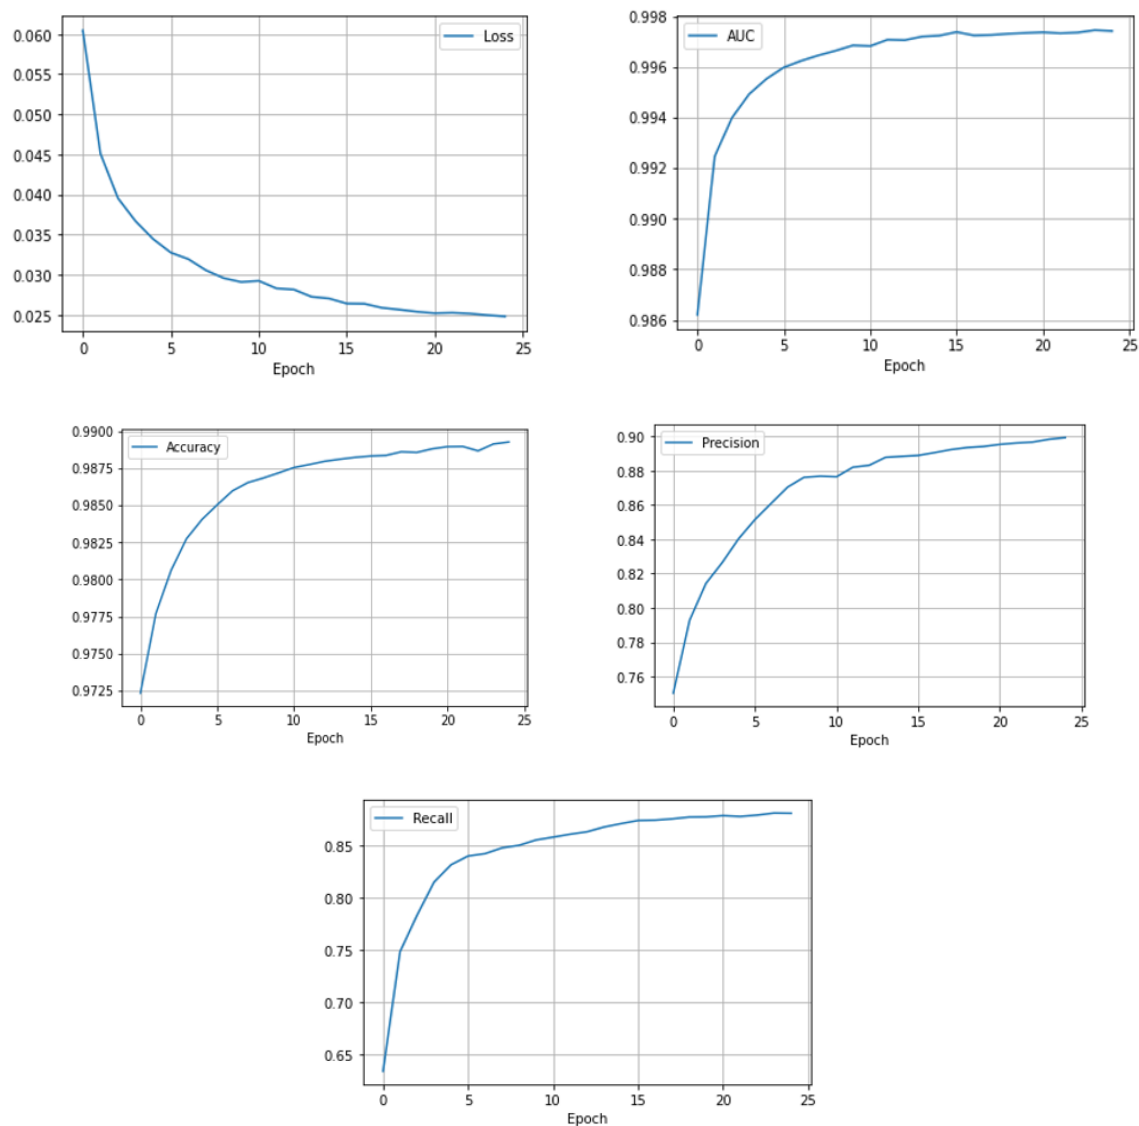 Loss
0.060
0.055
0.050
0.045
0.040
0.035
0.030
0.025
0 5 10 15 20 25
Epoch
AUC
0.998
0.996
0.994
0.992
0.990
0.988
0.986
0 5 10 15 20 25
Epoch
Accuracy
0.9900
0.9875
0.9850
0.9825
0.9800
0.9775
0.9750
0.9725
0 5 10 15 20 25
Epoch
Precision
0.90
0.88
0.86
0.84
0.82
0.80
0.78
0.76
0 5 10 15 20 25
Epoch
Recall
0.85
0.80
0.75
0.70
0.65
0 5 10 15 20 25
Epoch